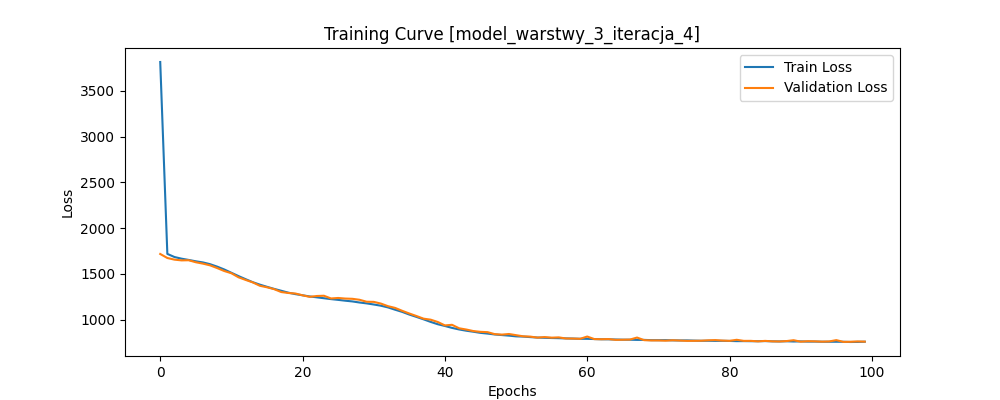 Training Curve [model_warstwy_3_iteracja_4]
Train Loss
Validation Loss
3500
3000
2500
2000
1500
1000
Loss
0
20
40
60
80
100
Epochs